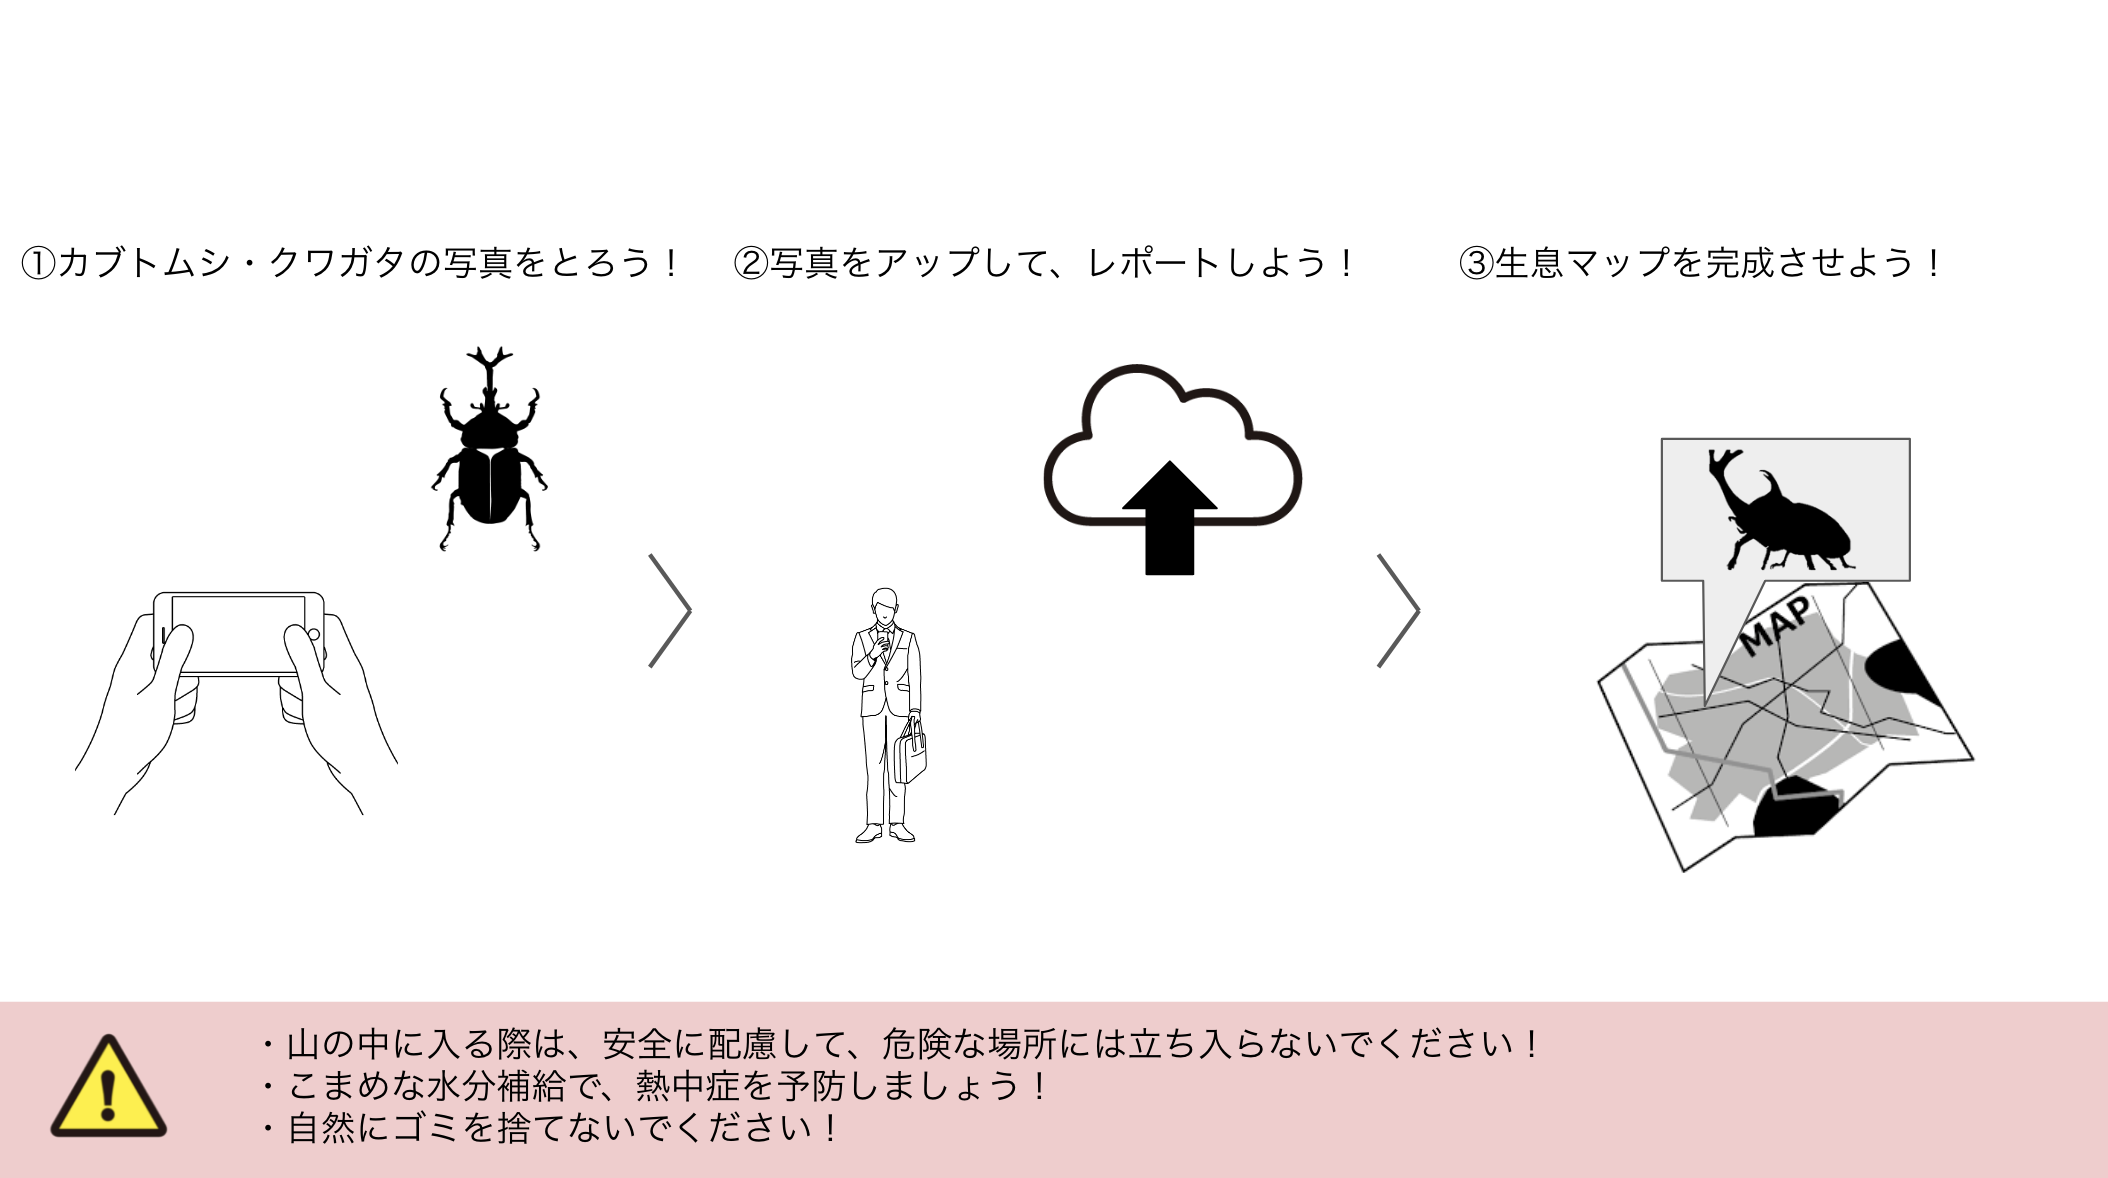 ①カブトムシ・クワガタの写真をとろう！
②写真をアップして、レポートしよう！
③生息マップを完成させよう！
MAP
・山の中に入る際は、安全に配慮して、危険な場所には立ち入らないでください！
・こまめな水分補給で、熱中症を予防しましょう！
・自然にゴミを捨てないでください！